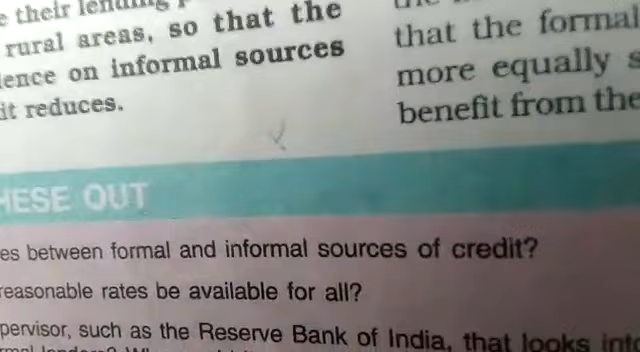 their lending
rural areas, so that the
on informal sources
it reduces.
that the formal
more equally s
benefit from the
HESE OUT
es between formal and informal sources of credit?
reasonable rates be available for all?
pervisor, such as the Reserve Bank of India, that looks into